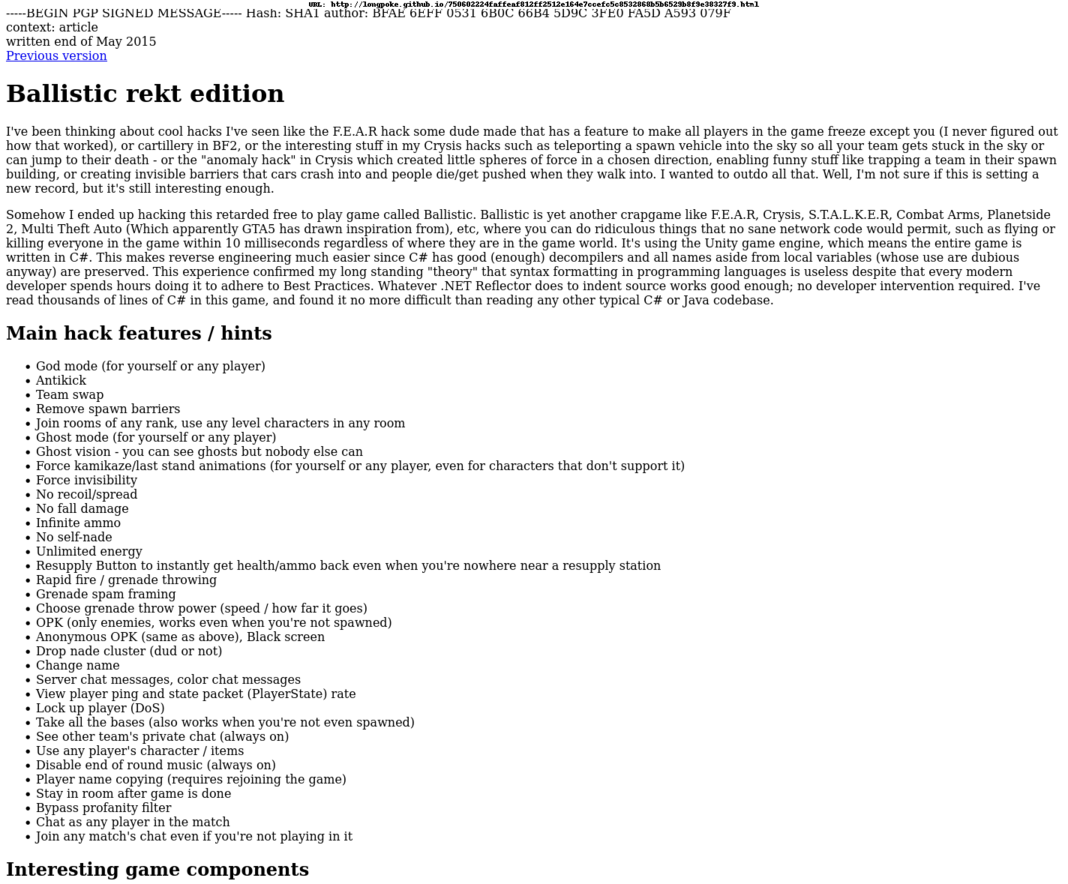 URL: http://longpoke.github.io/750602224faffeaf812ff2512e164e7ccefc5c8532868b5b6529b8f9e38327f9.html
-----BEGIN PGP SIGNED MESSAGE----- Hash: SHA1 author: BFAE 6EFF 0531 6B0C 66B4 5D9C 3FE0 FA5D A593 079F
context: article
written end of May 2015
Previous version
Ballistic rekt edition
I've been thinking about cool hacks I've seen like the F.E.A.R hack some dude made that has a feature to make all players in the game freeze except you (I never figured out
how that worked), or cartillery in BF2, or the interesting stuff in my Crysis hacks such as teleporting a spawn vehicle into the sky so all your team gets stuck in the sky or
can jump to their death - or the "anomaly hack" in Crysis which created little spheres of force in a chosen direction, enabling funny stuff like trapping a team in their spawn
building, or creating invisible barriers that cars crash into and people die/get pushed when they walk into. I wanted to outdo all that. Well, I'm not sure if this is setting a
new record, but it's still interesting enough.
Somehow I ended up hacking this retarded free to play game called Ballistic. Ballistic is yet another crapgame like F.E.A.R, Crysis, S.T.A.L.K.E.R, Combat Arms, Planetside
2, Multi Theft Auto (Which apparently GTA5 has drawn inspiration from), etc, where you can do ridiculous things that no sane network code would permit, such as flying or
killing everyone in the game within 10 milliseconds regardless of where they are in the game world. It's using the Unity game engine, which means the entire game is
written in C#. This makes reverse engineering much easier since C# has good (enough) decompilers and all names aside from local variables (whose use are dubious
anyway) are preserved. This experience confirmed my long standing "theory" that syntax formatting in programming languages is useless despite that every modern
developer spends hours doing it to adhere to Best Practices. Whatever .NET Reflector does to indent source works good enough; no developer intervention required. I've
read thousands of lines of C# in this game, and found it no more difficult than reading any other typical C# or Java codebase.
Main hack features / hints
• God mode (for yourself or any player)
• Antikick
• Team swap
• Remove spawn barriers
• Join rooms of any rank, use any level characters in any room
• Ghost mode (for yourself or any player)
• Ghost vision - you can see ghosts but nobody else can
• Force kamikaze/last stand animations (for yourself or any player, even for characters that don't support it)
• Force invisibility
• No recoil/spread
• No fall damage
• Infinite ammo
• No self-nade
• Unlimited energy
• Resupply Button to instantly get health/ammo back even when you're nowhere near a resupply station
• Rapid fire / grenade throwing
• Grenade spam framing
• Choose grenade throw power (speed / how far it goes)
• OPK (only enemies, works even when you're not spawned)
• Anonymous OPK (same as above), Black screen
• Drop nade cluster (dud or not)
• Change name
• Server chat messages, color chat messages
• View player ping and state packet (PlayerState) rate
• Lock up player (DoS)
• Take all the bases (also works when you're not even spawned)
• See other team's private chat (always on)
• Use any player's character / items
• Disable end of round music (always on)
• Player name copying (requires rejoining the game)
• Stay in room after game is done
• Bypass profanity filter
• Chat as any player in the match
• Join any match's chat even if you're not playing in it
Interesting game components